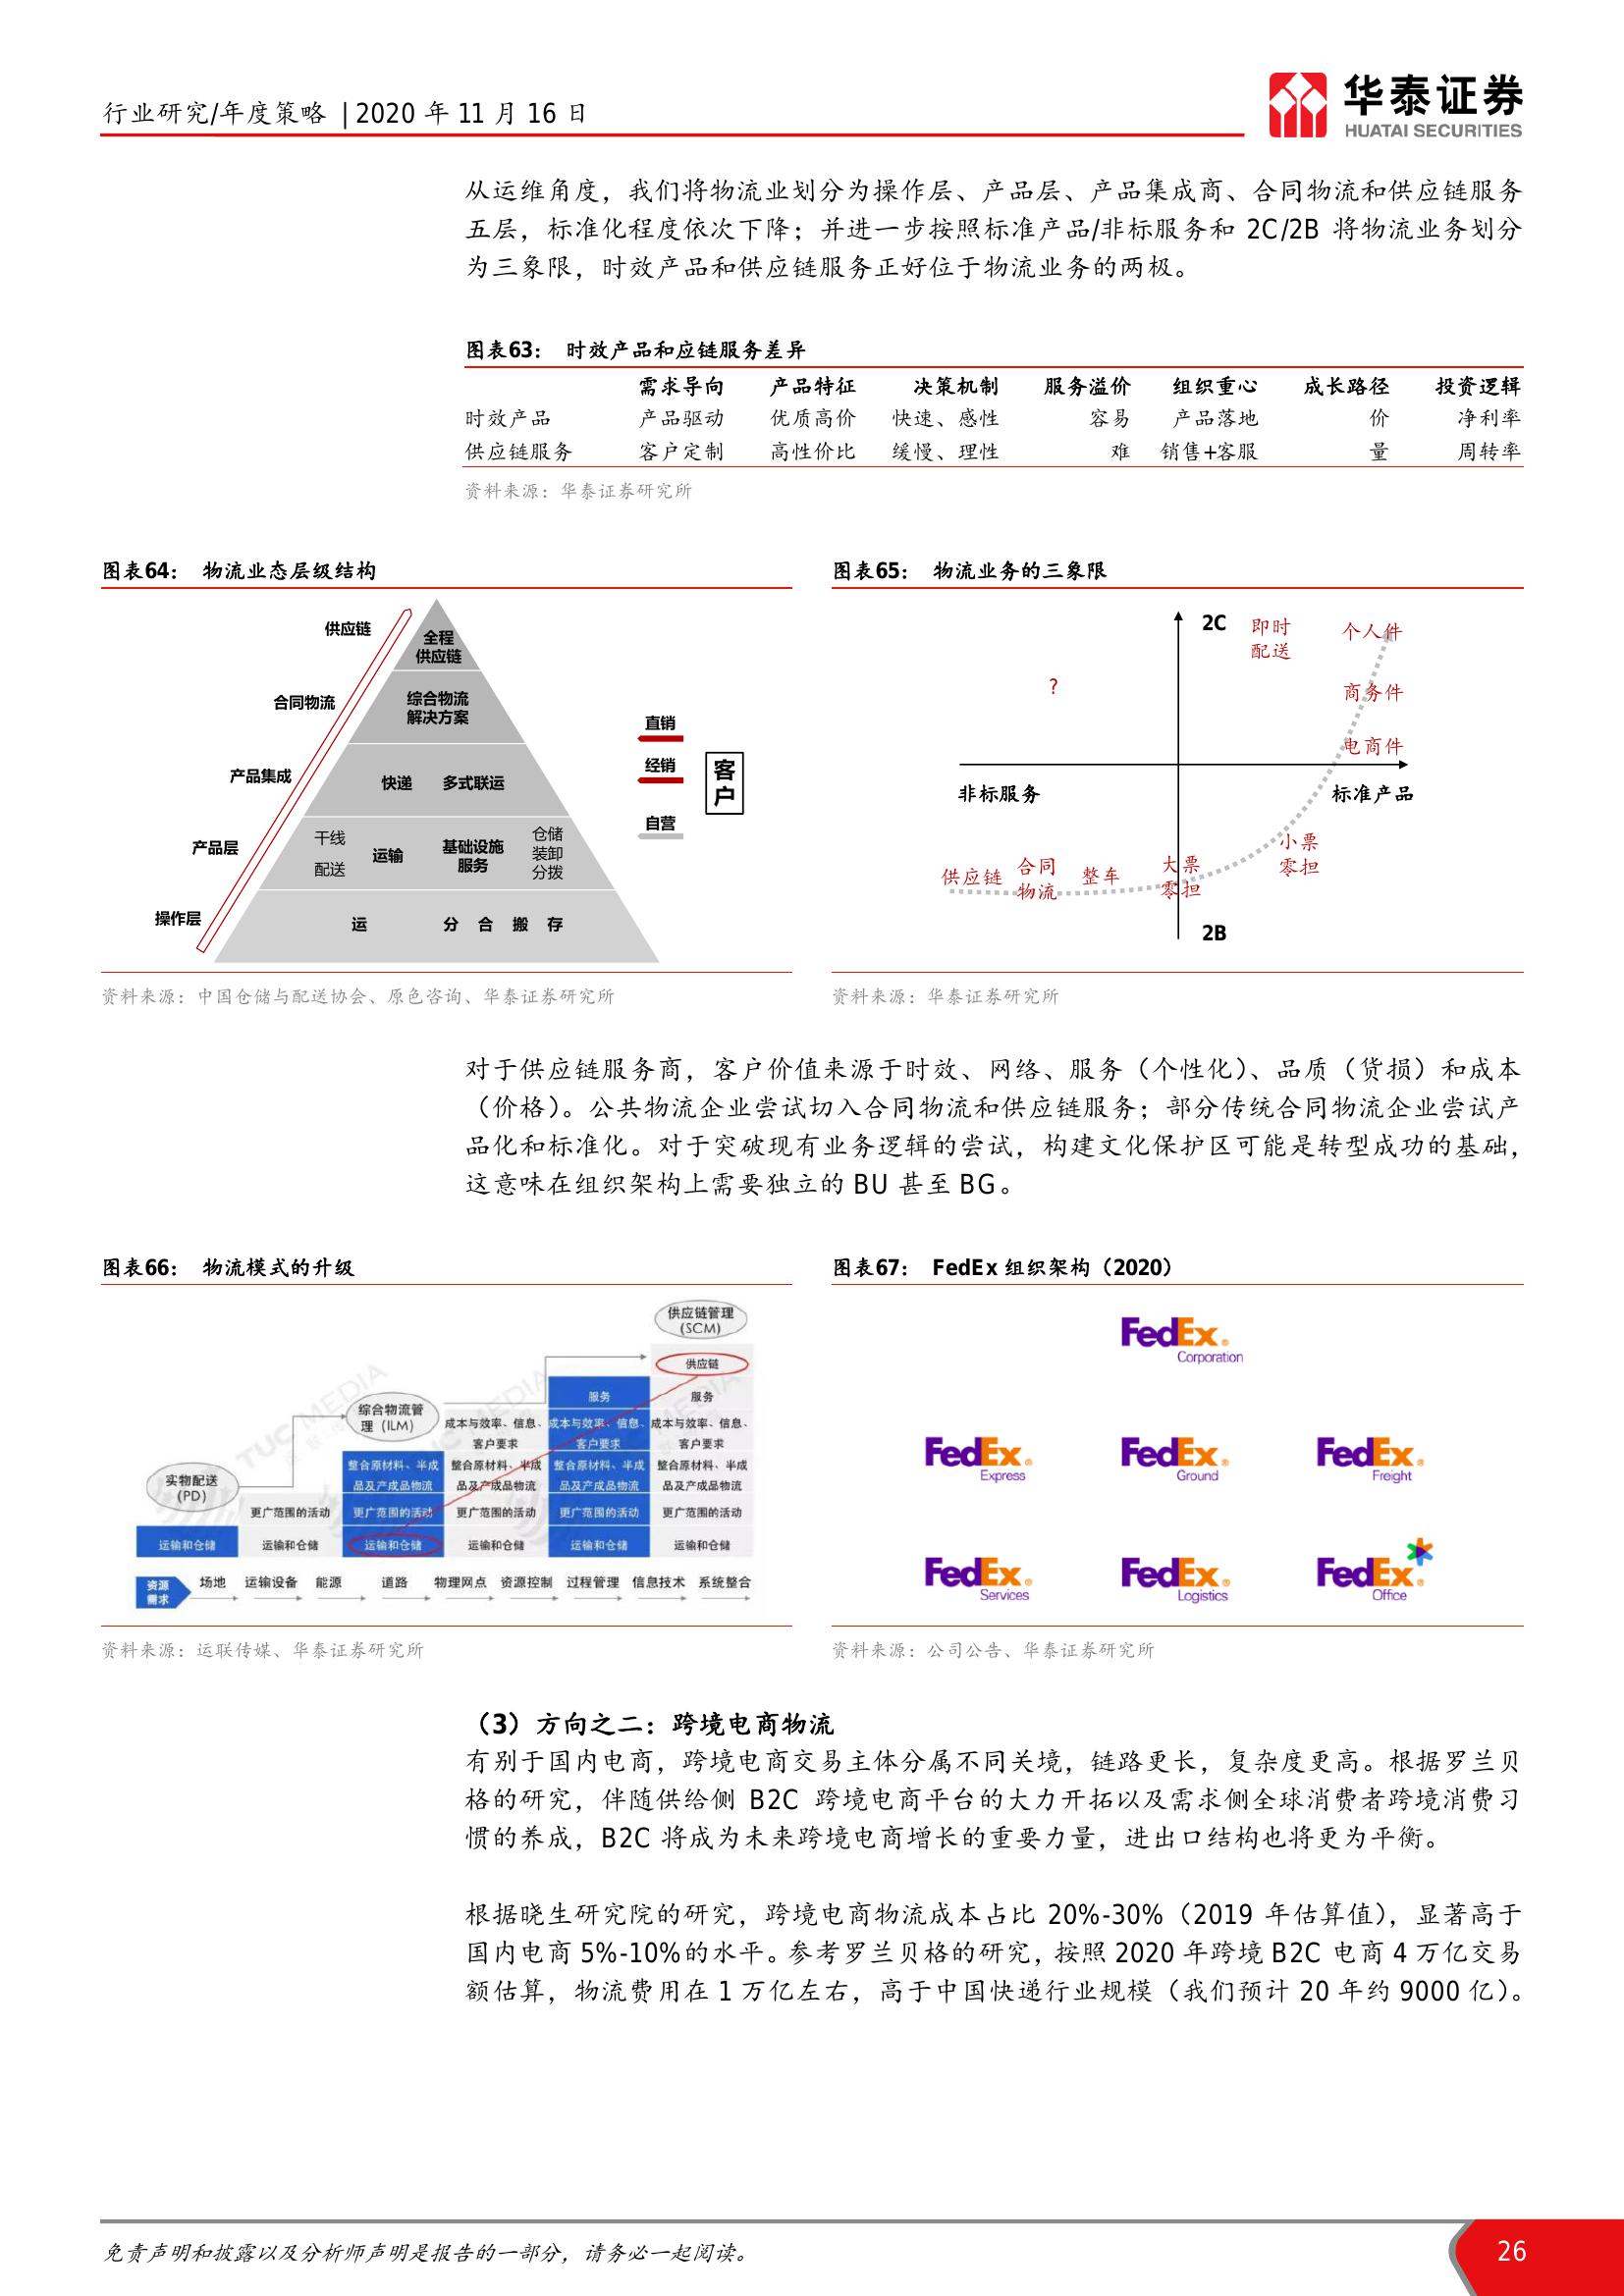 行业研究/年度策略 | 2020 年 11 月 16 日
华泰证券
HUATAI SECURITIES
从运维角度，我们将物流业划分为操作层、产品层、产品集成商、合同物流和供应链服务
五层，标准化程度依次下降；并进一步按照标准产品/非标服务和 2C/2B 将物流业务划分
为三象限，时效产品和供应链服务正好位于物流业务的两极。
图表63： 时效产品和应链服务差异
需求导向 产品特征 决策机制 服务溢价 组织重心 成长路径 投资逻辑
时效产品 产品驱动 优质高价 快速、感性 容易 产品落地 价 净利率
供应链服务 客户定制 高性价比 缓慢、理性 难 销售+客服 量 周转率
资料来源：华泰证券研究所
图表64： 物流业态层级结构
供应链
合同物流
产品集成
产品层
操作层
全程
供应链
综合物流
解决方案
快递 多式联运
干线
配送
运输
基础设施
服务
仓储
装卸
分拨
运 分 合 搬 存
直销
经销
自营
客
户
资料来源：中国仓储与配送协会、原色咨询、华泰证券研究所
图表65： 物流业务的三象限
2C
即时
配送
个人件
?
商务件
电商件
非标服务
标准产品
小票
零担
供应链
合同
物流
整车
大票
零担
2B
资料来源：华泰证券研究所
对于供应链服务商，客户价值来源于时效、网络、服务（个性化）、品质（货损）和成本
（价格）。公共物流企业尝试切入合同物流和供应链服务；部分传统合同物流企业尝试产
品化和标准化。对于突破现有业务逻辑的尝试，构建文化保护区可能是转型成功的基础，
这意味在组织架构上需要独立的 BU 甚至 BG。
图表66： 物流模式的升级
供应链管理
(SCM)
供应链
综合物流管
理 (ILM)
服务 服务
成本与效率、信息、 成本与效率、信息、 成本与效率、信息、
客户要求 客户要求 客户要求
实物配送
(PD)
整合原材料、半成 整合原材料、半成 整合原材料、半成 整合原材料、半成
品及产成品物流 品及产成品物流 品及产成品物流 品及产成品物流
更广范围的活动 更广范围的活动 更广范围的活动 更广范围的活动 更广范围的活动
运输和仓储 运输和仓储 运输和仓储 运输和仓储 运输和仓储 运输和仓储
资源
需求
场地 运输设备 能源 道路 物理网点 资源控制 过程管理 信息技术 系统整合
TUC MEDIA
资料来源：运联传媒、华泰证券研究所
图表67： FedEx 组织架构（2020）
FedEx
Corporation
FedEx
Express
FedEx
Ground
FedEx
Freight
FedEx
Services
FedEx
Logistics
FedEx
Office
资料来源：公司公告、华泰证券研究所
（3）方向之二：跨境电商物流
有别于国内电商，跨境电商交易主体分属不同关境，链路更长，复杂度更高。根据罗兰贝
格的研究，伴随供给侧 B2C 跨境电商平台的大力开拓以及需求侧全球消费者跨境消费习
惯的养成，B2C 将成为未来跨境电商增长的重要力量，进出口结构也将更为平衡。
根据晓生研究院的研究，跨境电商物流成本占比 20%-30%（2019 年估算值），显著高于
国内电商 5%-10%的水平。参考罗兰贝格的研究，按照 2020 年跨境 B2C 电商 4 万亿交易
额估算，物流费用在 1 万亿左右，高于中国快递行业规模（我们预计 20 年约 9000 亿）。
免责声明和披露以及分析师声明是报告的一部分，请务必一起阅读。
26